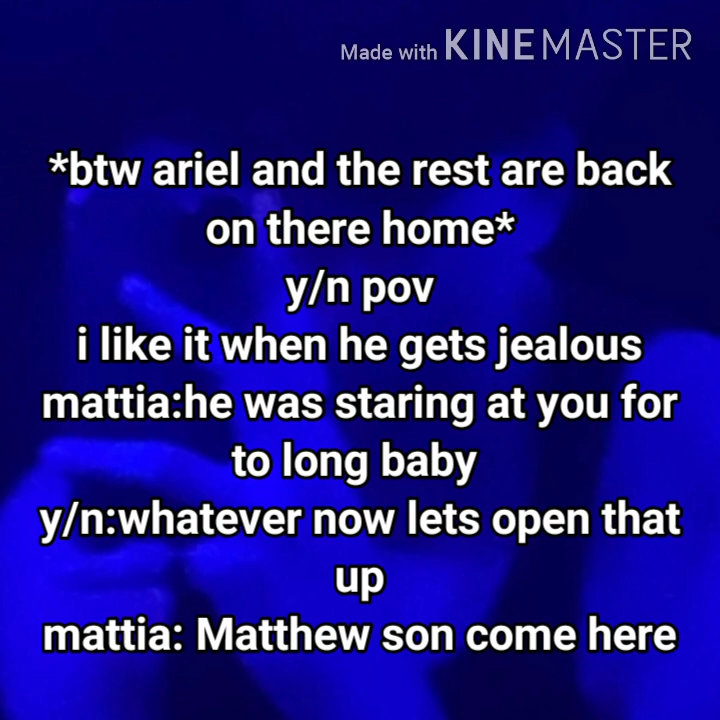 Made with KINEMASTER
*btw ariel and the rest are back
on there home*
y/n pov
i like it when he gets jealous
mattia:he was staring at you for
to long baby
y/n:whatever now lets open that
up
mattia: Matthew son come here